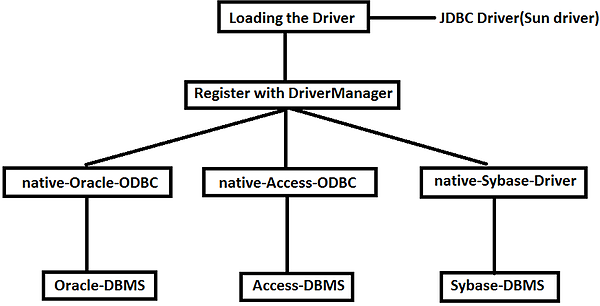 Loading the Driver
JDBC Driver(Sun driver)
Register with DriverManager
native-Oracle-ODBC
native-Access-ODBC
native-Sybase-Driver
Oracle-DBMS
Access-DBMS
Sybase-DBMS